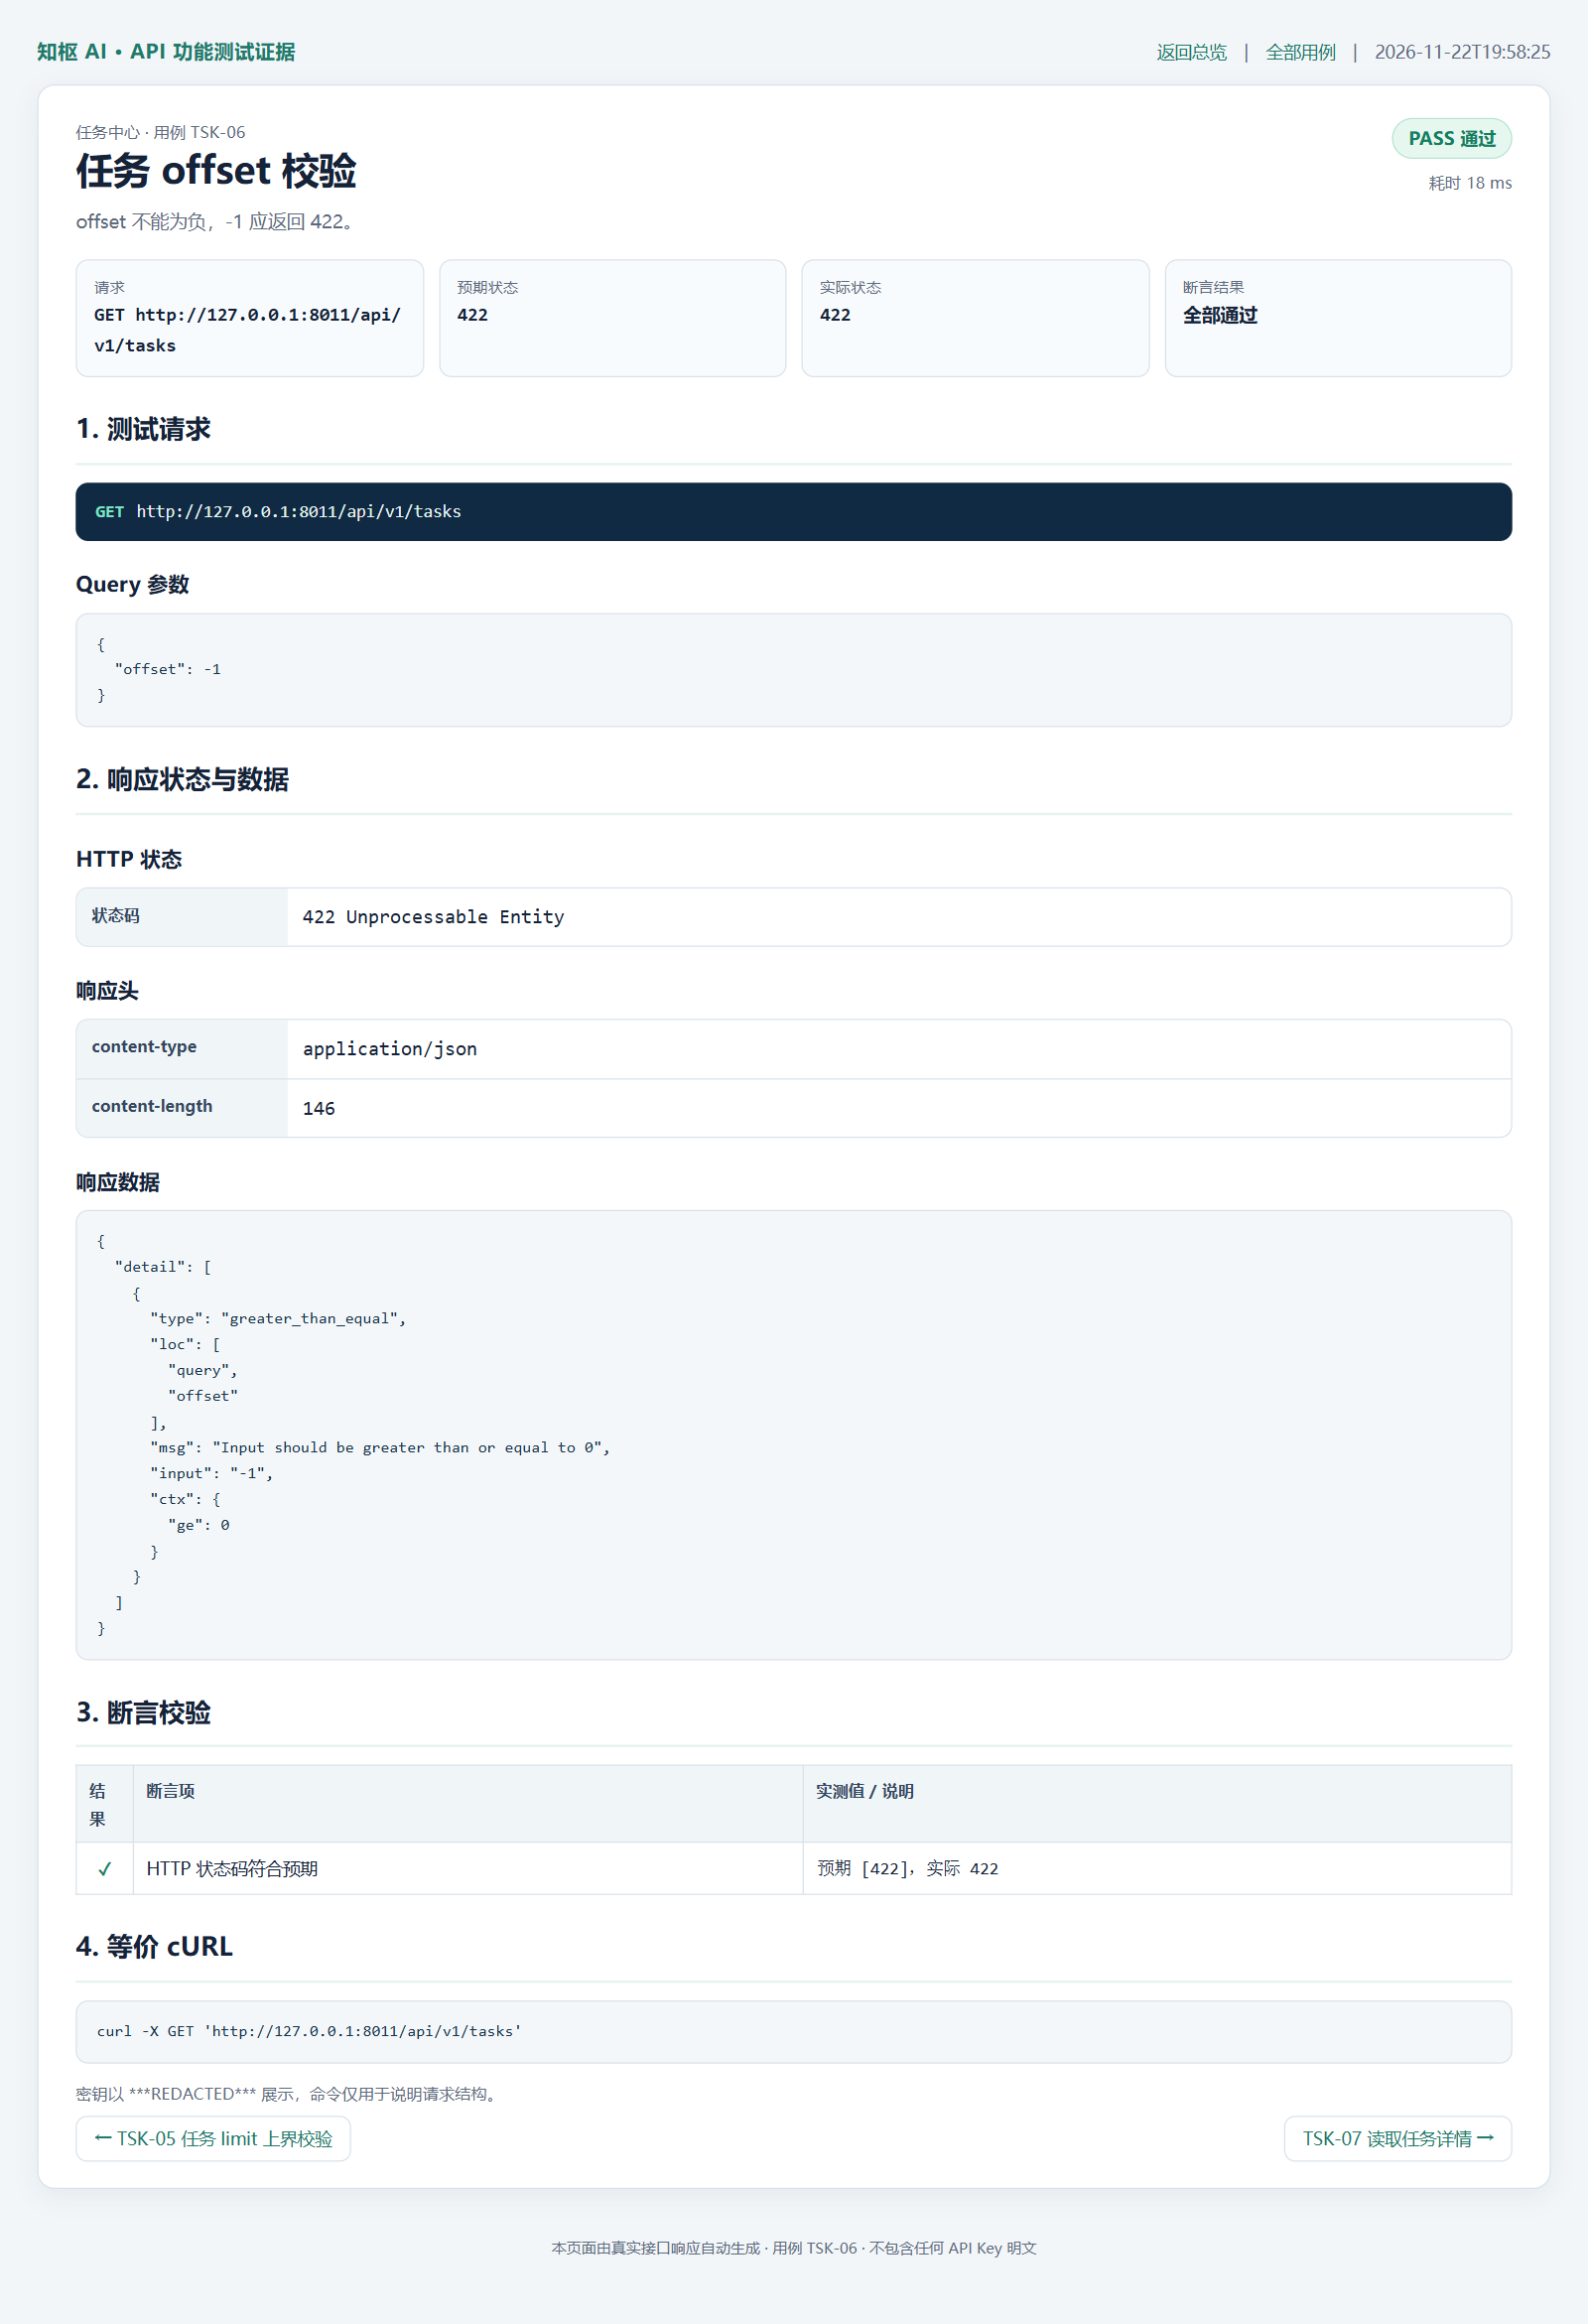 知枢 AI · API 功能测试证据
返回总览 | 全部用例 | 2026-11-22T19:58:25
任务中心 · 用例 TSK-06
PASS 通过
任务 offset 校验
耗时 18 ms
offset 不能为负，-1 应返回 422。
请求
GET http://127.0.0.1:8011/api/
v1/tasks
预期状态
422
实际状态
422
断言结果
全部通过
1. 测试请求
GET http://127.0.0.1:8011/api/v1/tasks
Query 参数
{
  "offset": -1
}
2. 响应状态与数据
HTTP 状态
状态码 422 Unprocessable Entity
响应头
content-type application/json
content-length 146
响应数据
{
  "detail": [
    {
      "type": "greater_than_equal",
      "loc": [
        "query",
        "offset"
      ],
      "msg": "Input should be greater than or equal to 0",
      "input": "-1",
      "ctx": {
        "ge": 0
      }
    }
  ]
}
3. 断言校验
结果 断言项 实测值 / 说明
✓ HTTP 状态码符合预期 预期 [422]，实际 422
4. 等价 cURL
curl -X GET 'http://127.0.0.1:8011/api/v1/tasks'
密钥以 ***REDACTED*** 展示，命令仅用于说明请求结构。
← TSK-05 任务 limit 上界校验
TSK-07 读取任务详情 →
本页面由真实接口响应自动生成 · 用例 TSK-06 · 不包含任何 API Key 明文